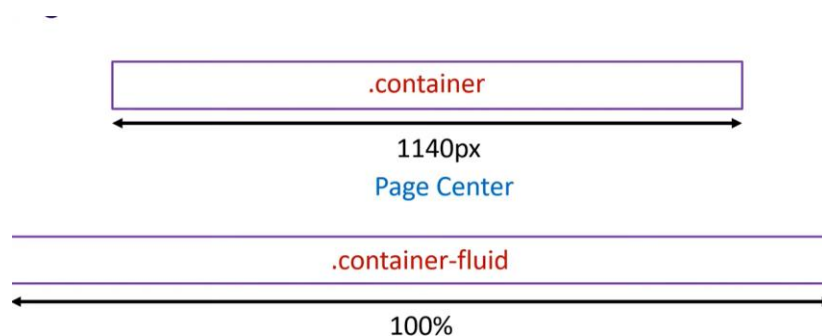 .container
1140px
Page Center
.container-fluid
100%